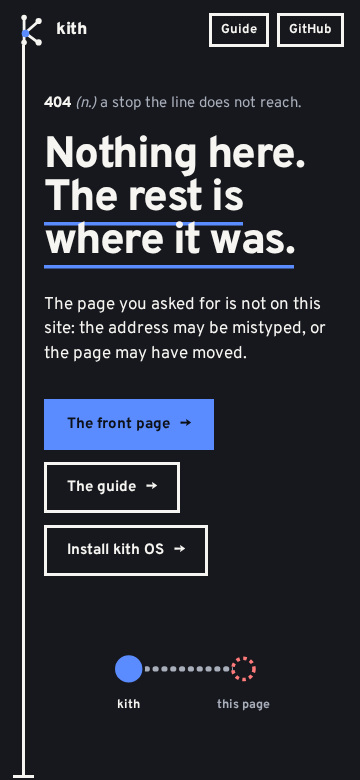 kith
Guide
GitHub
404 (n.) a stop the line does not reach.
Nothing here.
The rest is
where it was.
The page you asked for is not on this
site: the address may be mistyped, or
the page may have moved.
The front page →
The guide →
Install kith OS →
kith
this page